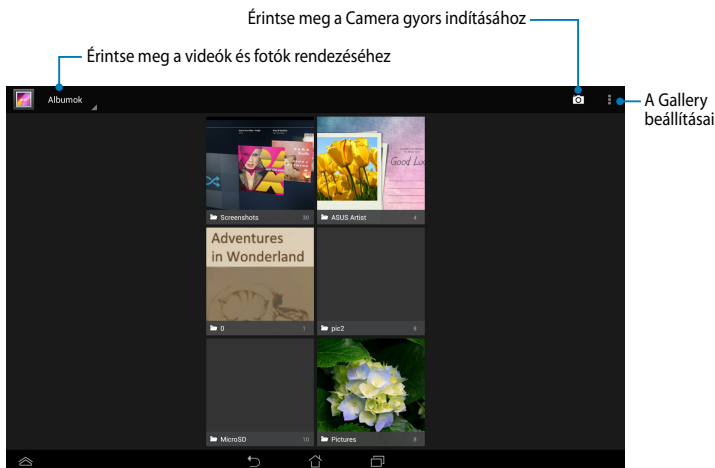 Érintse meg a Camera gyors indításához
Érintse meg a videók és fotók rendezéséhez
Albumok
A Gallery
beállításai
Good Luc
Screenshots 30
ASUS Artist 4
Adventures
in Wonderland
0 1
pic2 8
MicroSD 10
Pictures 8